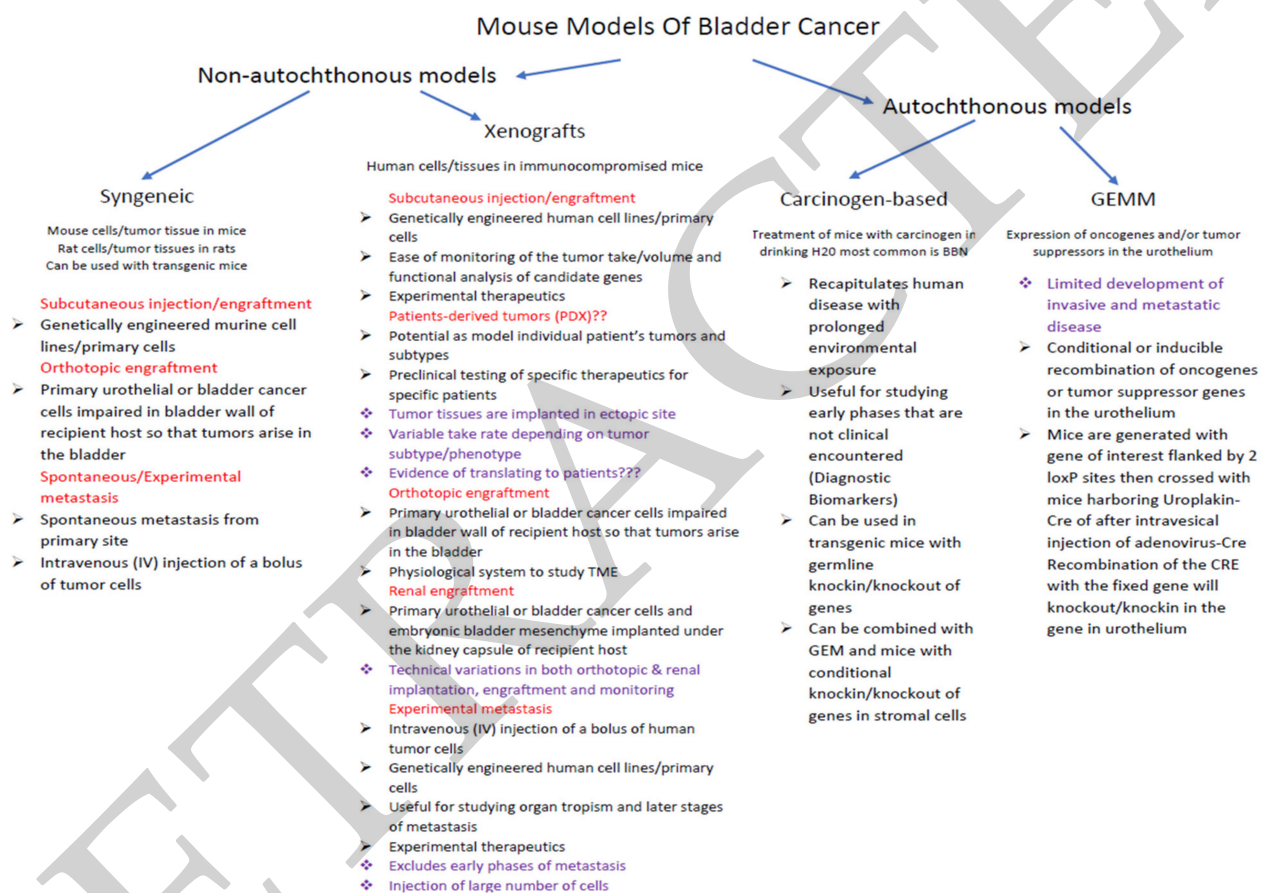 Mouse Models Of Bladder Cancer
Non-autochthonous models
Autochthonous models
Syngeneic
Mouse cells/tumor tissue in mice
Rat cells/tumor tissues in rats
Can be used with transgenic mice
Subcutaneous injection/engraftment
➤ Genetically engineered murine cell
lines/primary cells
Orthotopic engraftment
➤ Primary urothelial or bladder cancer
cells impaired in bladder wall of
recipient host so that tumors arise in
the bladder
Spontaneous/Experimental
metastasis
➤ Spontaneous metastasis from
primary site
➤ Intravenous (IV) injection of a bolus
of tumor cells
Xenografts
Human cells/tissues in immunocompromised mice
Subcutaneous injection/engraftment
➤ Genetically engineered human cell lines/primary
cells
➤ Ease of monitoring of the tumor take/volume and
functional analysis of candidate genes
➤ Experimental therapeutics
Patients-derived tumors (PDX)??
➤ Potential as model individual patient's tumors and
subtypes
➤ Preclinical testing of specific therapeutics for
specific patients
❖ Tumor tissues are implanted in ectopic site
❖ Variable take rate depending on tumor
subtype/phenotype
❖ Evidence of translating to patients???
Orthotopic engraftment
➤ Primary urothelial or bladder cancer cells impaired
in bladder wall of recipient host so that tumors arise
in the bladder
➤ Physiological system to study TME
Renal engraftment
➤ Primary urothelial or bladder cancer cells and
embryonic bladder mesenchyme implanted under
the kidney capsule of recipient host
❖ Technical variations in both orthotopic & renal
implantation, engraftment and monitoring
Experimental metastasis
➤ Intravenous (IV) injection of a bolus of human
tumor cells
➤ Genetically engineered human cell lines/primary
cells
➤ Useful for studying organ tropism and later stages
of metastasis
➤ Experimental therapeutics
❖ Excludes early phases of metastasis
❖ Injection of large number of cells
Carcinogen-based
Treatment of mice with carcinogen in
drinking H20 most common is BBN
➤ Recapitulates human
disease with
prolonged
environmental
exposure
➤ Useful for studying
early phases that are
not clinical
encountered
(Diagnostic
Biomarkers)
➤ Can be used in
transgenic mice with
germline
knockin/knockout of
genes
➤ Can be combined with
GEM and mice with
conditional
knockin/knockout of
genes in stromal cells
GEMM
Expression of oncogenes and/or tumor
suppressors in the urothelium
❖ Limited development of
invasive and metastatic
disease
➤ Conditional or inducible
recombination of oncogenes
or tumor suppressor genes
in the urothelium
➤ Mice are generated with
gene of interest flanked by 2
loxP sites then crossed with
mice harboring Uroplakin-
Cre of after intravesical
injection of adenovirus-Cre
Recombination of the CRE
with the fixed gene will
knockout/knockin in the
gene in urothelium